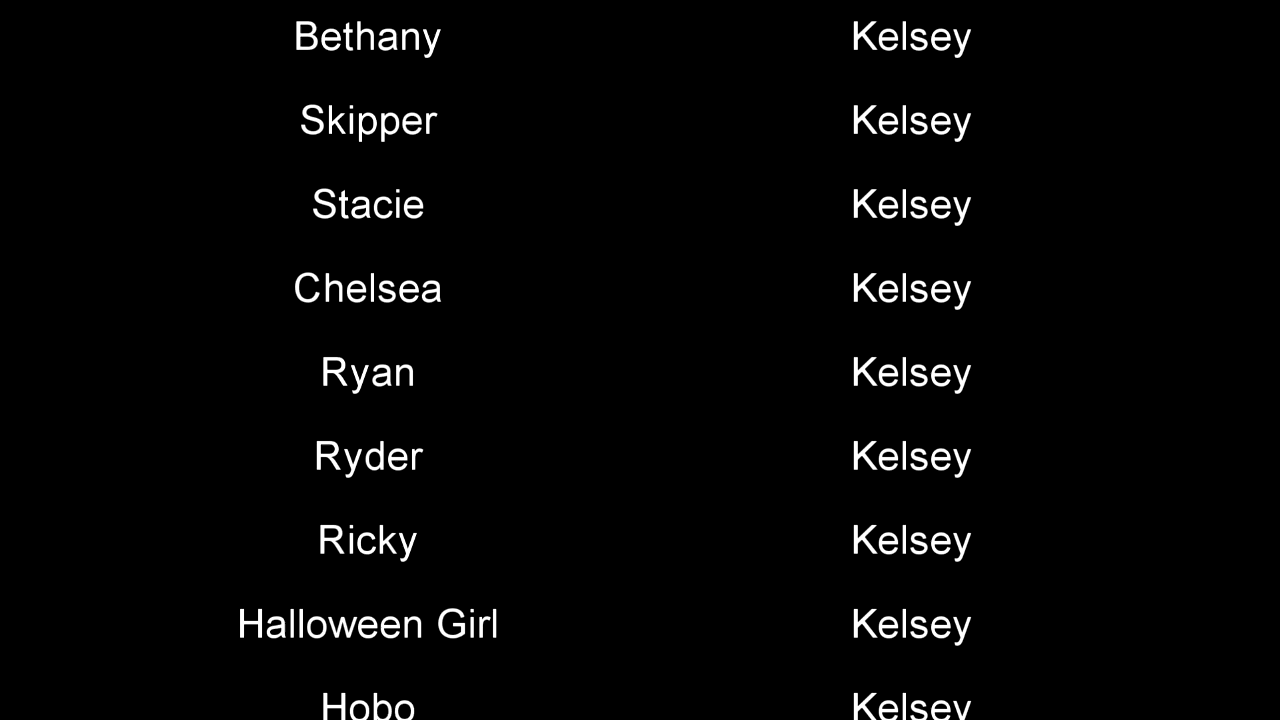 Bethany Kelsey
Skipper Kelsey
Stacie Kelsey
Chelsea Kelsey
Ryan Kelsey
Ryder Kelsey
Ricky Kelsey
Halloween Girl Kelsey
Hobo Kelsey